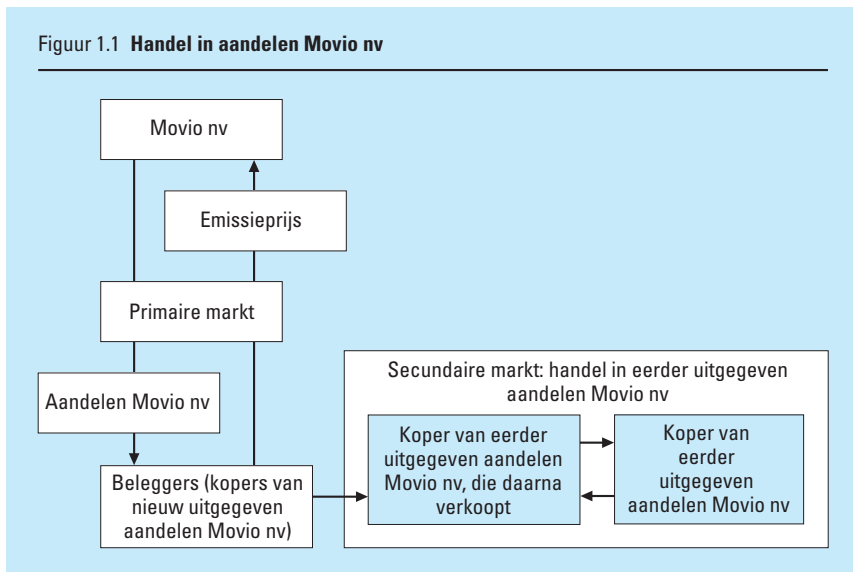 Figuur 1.1 Handel in aandelen Movio nv
Movio nv
Emissieprijs
Primaire markt
Aandelen Movio nv
Beleggers (kopers van
nieuw uitgegeven
aandelen Movio nv)
Secundaire markt: handel in eerder uitgegeven
aandelen Movio nv
Koper van eerder
uitgegeven aandelen
Movio nv, die daarna
verkoopt
Koper van
eerder
uitgegeven
aandelen Movio nv